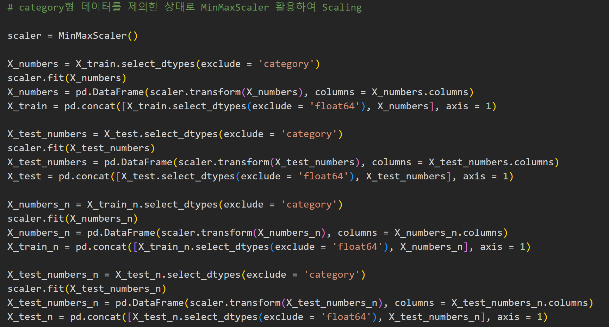 # category형 데이터를 제외한 상태로 MinMaxScaler 활용하여 Scaling
scaler = MinMaxScaler()
X_numbers = X_train.select_dtypes(exclude = 'category')
scaler.fit(X_numbers)
X_numbers = pd.DataFrame(scaler.transform(X_numbers), columns = X_numbers.columns)
X_train = pd.concat([X_train.select_dtypes(exclude = 'float64'), X_numbers], axis = 1)
X_test_numbers = X_test.select_dtypes(exclude = 'category')
scaler.fit(X_test_numbers)
X_test_numbers = pd.DataFrame(scaler.transform(X_test_numbers), columns = X_test_numbers.columns)
X_test = pd.concat([X_test.select_dtypes(exclude = 'float64'), X_test_numbers], axis = 1)
X_numbers_n = X_train_n.select_dtypes(exclude = 'category')
scaler.fit(X_numbers_n)
X_numbers_n = pd.DataFrame(scaler.transform(X_numbers_n), columns = X_numbers_n.columns)
X_train_n = pd.concat([X_train_n.select_dtypes(exclude = 'float64'), X_numbers_n], axis = 1)
X_test_numbers_n = X_test_n.select_dtypes(exclude = 'category')
scaler.fit(X_test_numbers_n)
X_test_numbers_n = pd.DataFrame(scaler.transform(X_test_numbers_n), columns = X_test_numbers_n.columns)
X_test_n = pd.concat([X_test_n.select_dtypes(exclude = 'float64'), X_test_numbers_n], axis = 1)